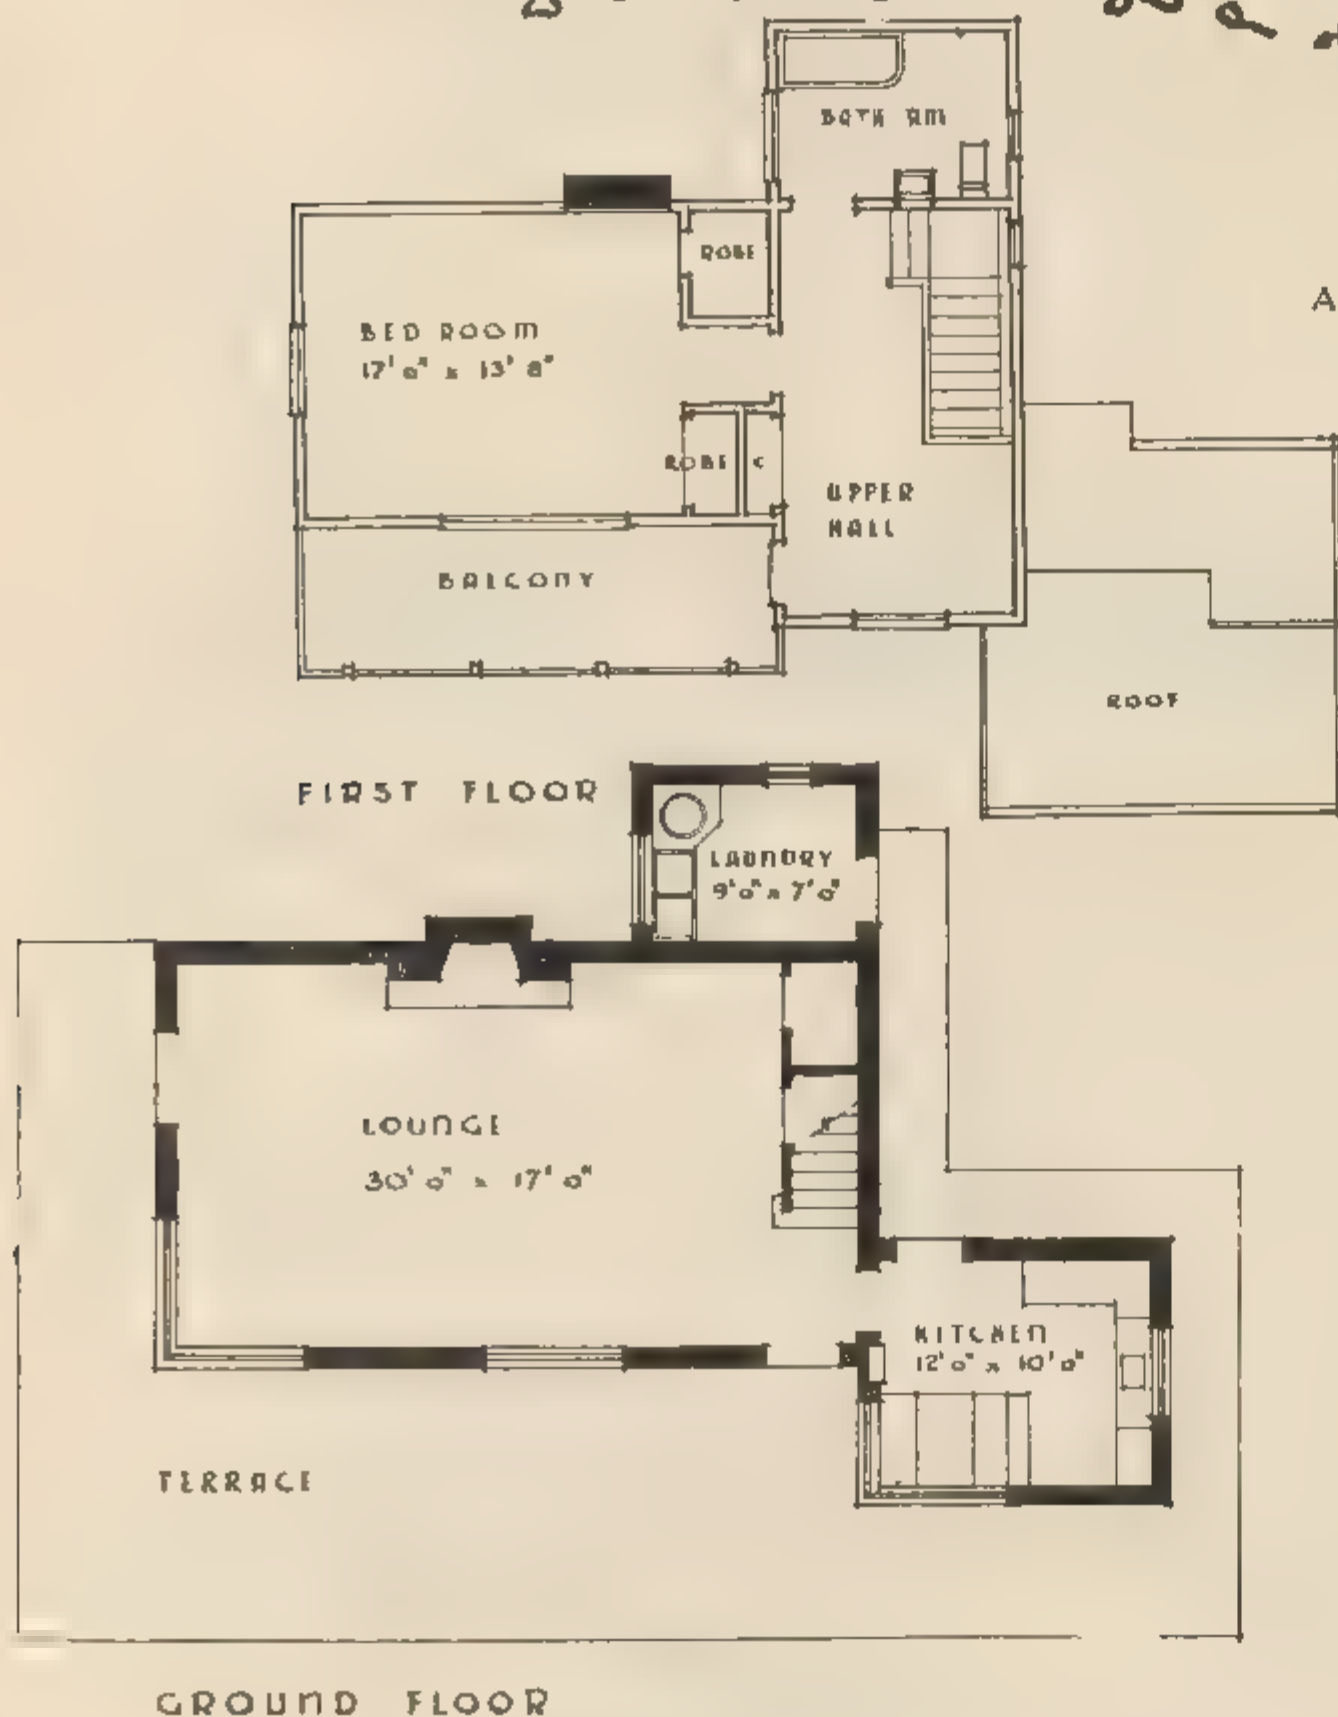 BATH RM
ROBE
BED ROOM
17' 0" x 13' 8"
ROBE C
UPPER
HALL
BALCONY
ROOF
FIRST FLOOR
LAUNDRY
9'0" x 7'0"
LOUNGE
30' 0" x 17' 0"
KITCHEN
12'0" x 10'0"
TERRACE
GROUND FLOOR